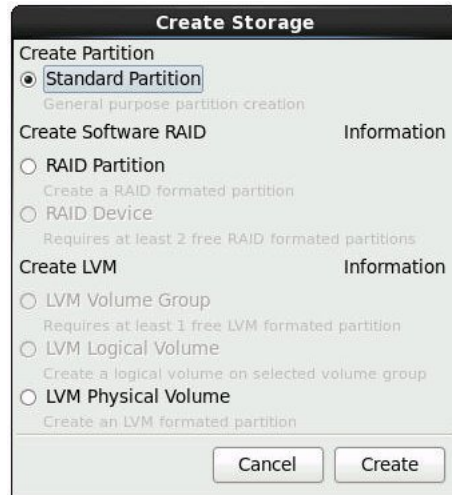 Create Storage
Create Partition
Standard Partition
General purpose partition creation
Create Software RAID Information
RAID Partition
Create a RAID formated partition
RAID Device
Requires at least 2 free RAID formated partitions
Create LVM Information
LVM Volume Group
Requires at least 1 free LVM formated partition
LVM Logical Volume
Create a logical volume on selected volume group
LVM Physical Volume
Create an LVM formated partition
Cancel Create